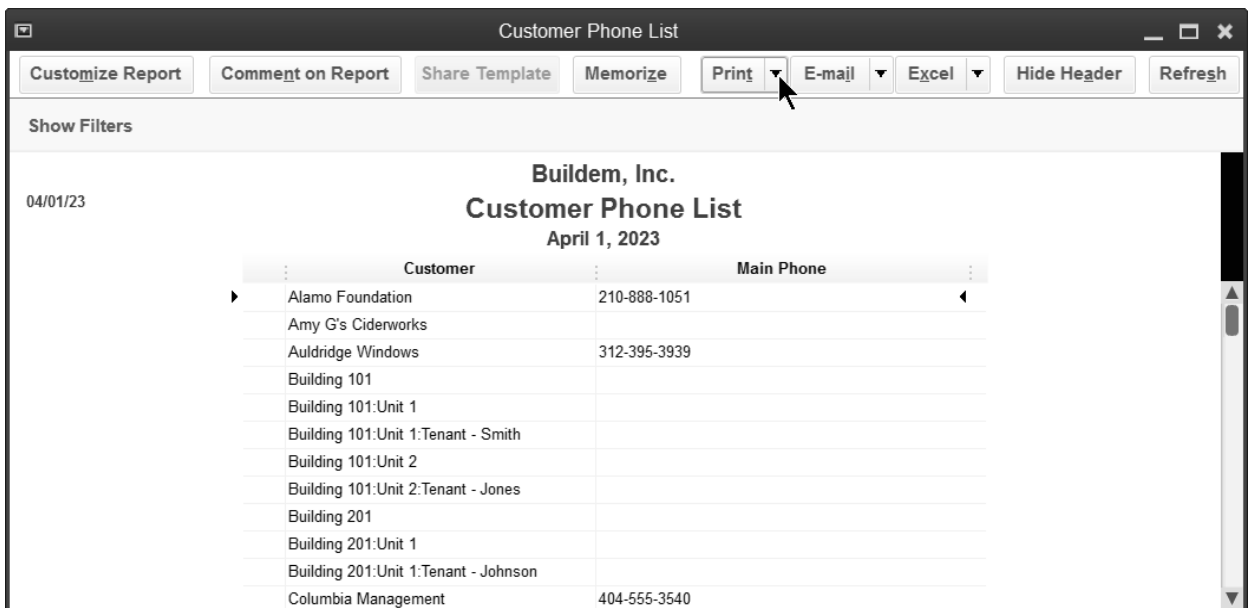 Customer Phone List
Customize Report Comment on Report Share Template Memorize Print E-mail Excel Hide Header Refresh
Show Filters
Buildem, Inc.
04/01/23
Customer Phone List
April 1, 2023
Customer Main Phone
Alamo Foundation 210-888-1051
Amy G's Ciderworks
Auldridge Windows 312-395-3939
Building 101
Building 101:Unit 1
Building 101:Unit 1:Tenant - Smith
Building 101:Unit 2
Building 101:Unit 2:Tenant - Jones
Building 201
Building 201:Unit 1
Building 201:Unit 1:Tenant - Johnson
Columbia Management 404-555-3540